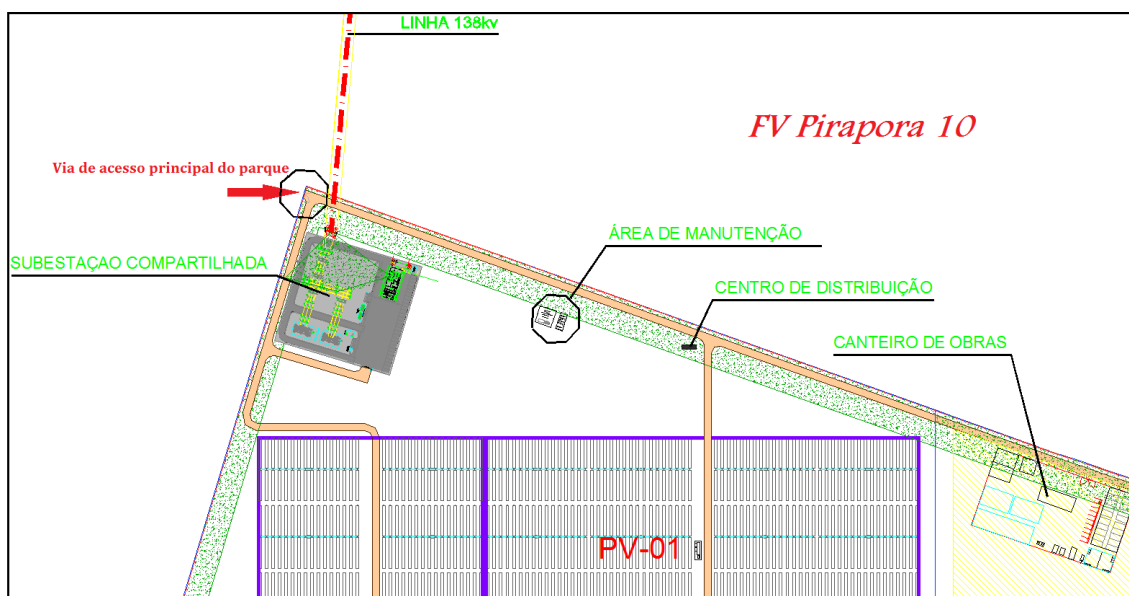 LINHA 138kv
FV Pirapora 10
Via de acesso principal do parque
ÁREA DE MANUTENÇÃO
SUBESTAÇAO COMPARTILHADA
CENTRO DE DISTRIBUIÇÃO
CANTEIRO DE OBRAS
PV-01